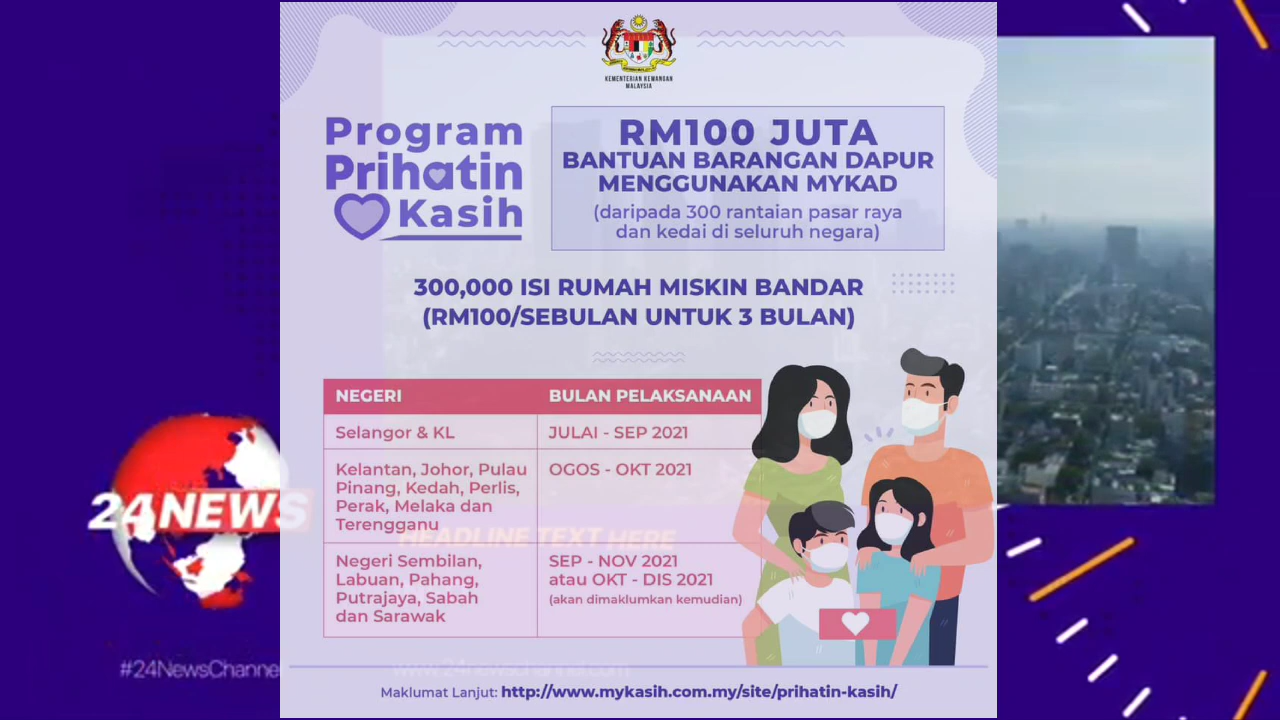 KEMENTERIAN KEWANGAN
MALAYSIA
Program
Prihatin
Kasih
RM100 JUTA
BANTUAN BARANGAN DAPUR
MENGGUNAKAN MYKAD
(daripada 300 rantaian pasar raya
dan kedai di seluruh negara)
300,000 ISI RUMAH MISKIN BANDAR
(RM100/SEBULAN UNTUK 3 BULAN)
NEGERI
BULAN PELAKSANAAN
Selangor & KL
JULAI - SEP 2021
Kelantan, Johor, Pulau
Pinang, Kedah, Perlis,
Perak, Melaka dan
Terengganu
OGOS - OKT 2021
Negeri Sembilan,
Labuan, Pahang,
Putrajaya, Sabah
dan Sarawak
SEP - NOV 2021
atau OKT - DIS 2021
(akan dimaklumkan kemudian)
Maklumat Lanjut: http://www.mykasih.com.my/site/prihatin-kasih/
24NEWS
HEADLINE TEXT HERE
#24NewsChannel
www.24newschannel.com